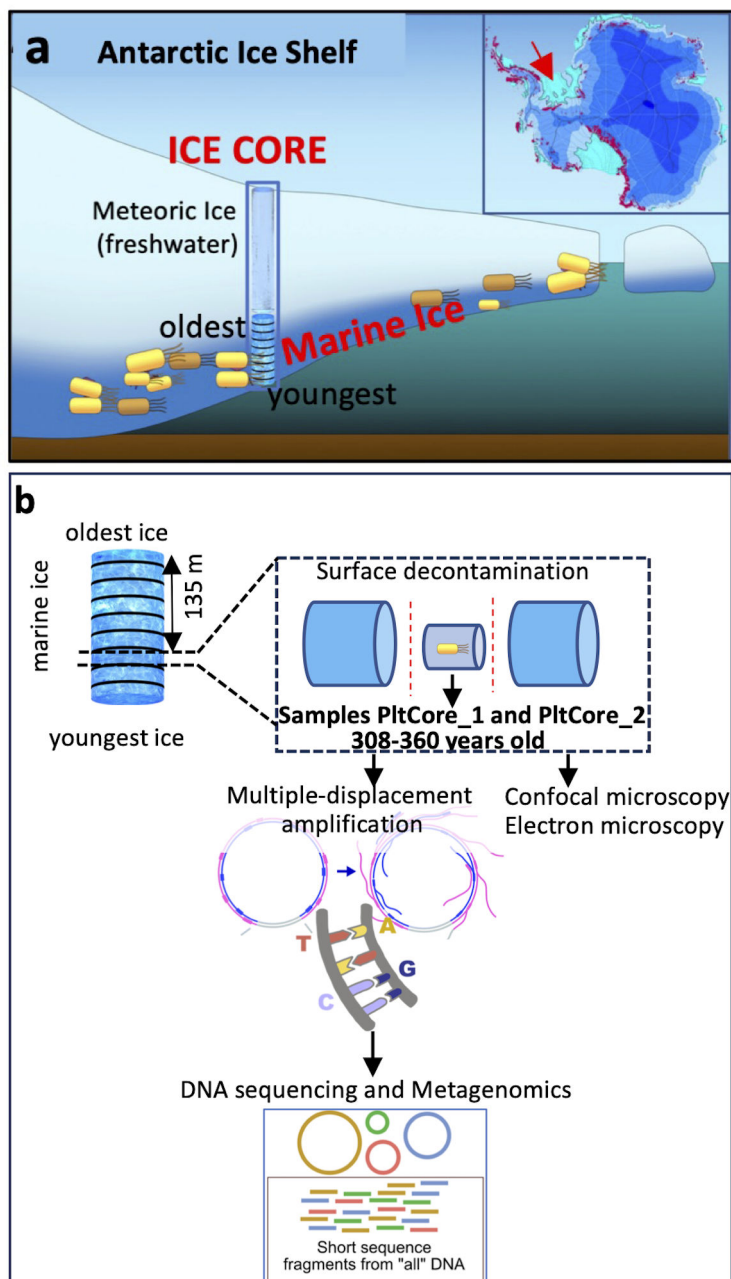 a
Antarctic Ice Shelf
ICE CORE
Meteoric Ice
(freshwater)
oldest
Marine Ice
youngest
b
oldest ice
marine ice
135 m
youngest ice
Surface decontamination
Samples PltCore_1 and PltCore_2
308-360 years old
Multiple-displacement
amplification
Confocal microscopy
Electron microscopy
T
A
G
C
DNA sequencing and Metagenomics
Short sequence
fragments from "all" DNA